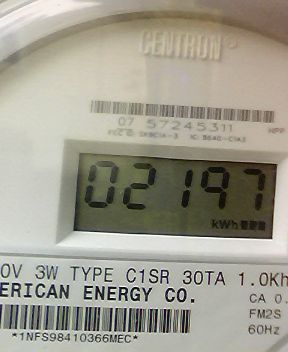 CENTRON®
07 57245311
02197
kWh
0V 3W TYPE C1SR 30TA 1.0Kh
ERICAN ENERGY CO.
CA 0.
FM2S
60Hz
*1NFS98410366MEC*